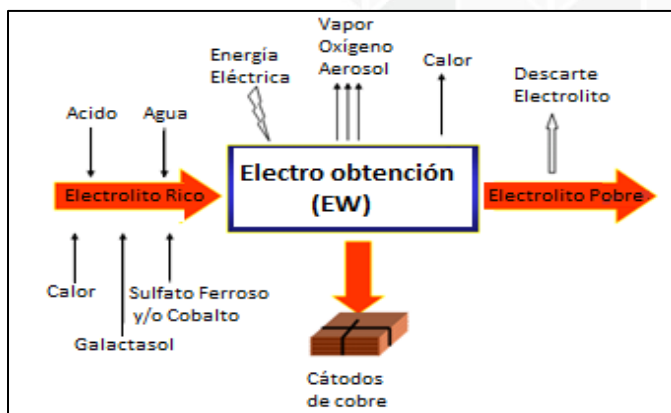 Vapor
Oxígeno
Aerosol
Energía
Eléctrica
Calor
Descarte
Electrolito
Acido
Agua
Electro obtención
(EW)
Electrolito Rico
Electrolito Pobre
Calor
Sulfato Ferroso
y/o Cobalto
Galactasol
Cátodos
de cobre